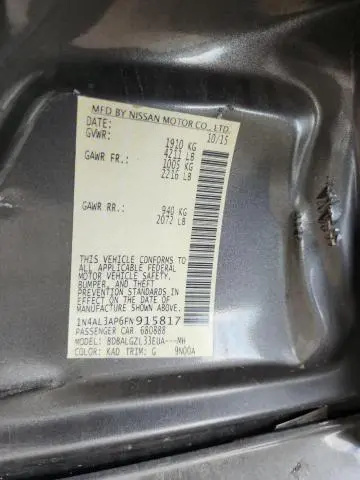 MFD BY NISSAN MOTOR CO., LTD.
DATE: 10/15
GVWR: 1910 KG
4211 LB
GAWR FR.: 1005 KG
2216 LB
GAWR RR.: 940 KG
2072 LB
THIS VEHICLE CONFORMS TO
ALL APPLICABLE FEDERAL
MOTOR VEHICLE SAFETY,
BUMPER, AND THEFT
PREVENTION STANDARDS IN
EFFECT ON THE DATE OF
MANUFACTURE SHOWN ABOVE.
1N4AL3AP6FN915817
PASSENGER CAR 6B0888
MODEL: BDBALGZL33EUA---MH
COLOR: KAD TRIM: G 9N00A